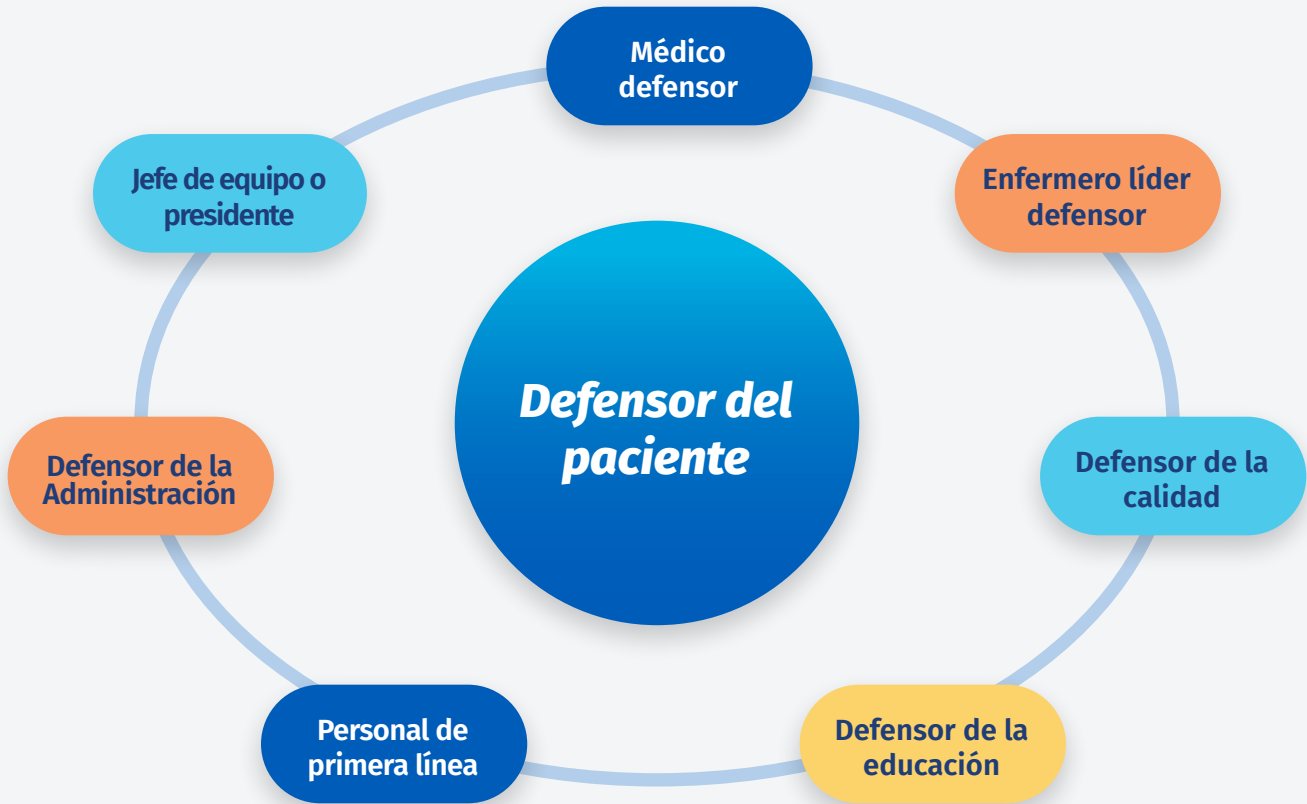 Médico
defensor
Jefe de equipo o
presidente
Enfermero líder
defensor
Defensor del
paciente
Defensor de la
Administración
Defensor de la
calidad
Personal de
primera línea
Defensor de la
educación